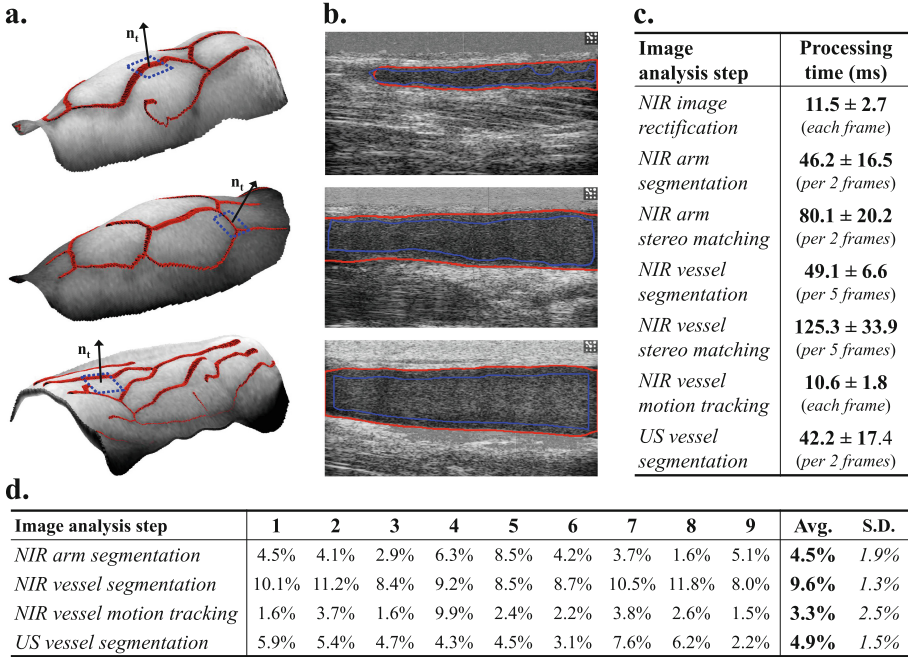 a.
n_t
n_t
n_t
b.
c.
Image analysis step Processing time (ms)
NIR image rectification 11.5 ± 2.7 (each frame)
NIR arm segmentation 46.2 ± 16.5 (per 2 frames)
NIR arm stereo matching 80.1 ± 20.2 (per 2 frames)
NIR vessel segmentation 49.1 ± 6.6 (per 5 frames)
NIR vessel stereo matching 125.3 ± 33.9 (per 5 frames)
NIR vessel motion tracking 10.6 ± 1.8 (each frame)
US vessel segmentation 42.2 ± 17.4 (per 2 frames)
d.
Image analysis step 1 2 3 4 5 6 7 8 9 Avg. S.D.
NIR arm segmentation 4.5% 4.1% 2.9% 6.3% 8.5% 4.2% 3.7% 1.6% 5.1% 4.5% 1.9%
NIR vessel segmentation 10.1% 11.2% 8.4% 9.2% 8.5% 8.7% 10.5% 11.8% 8.0% 9.6% 1.3%
NIR vessel motion tracking 1.6% 3.7% 1.6% 9.9% 2.4% 2.2% 3.8% 2.6% 1.5% 3.3% 2.5%
US vessel segmentation 5.9% 5.4% 4.7% 4.3% 4.5% 3.1% 7.6% 6.2% 2.2% 4.9% 1.5%